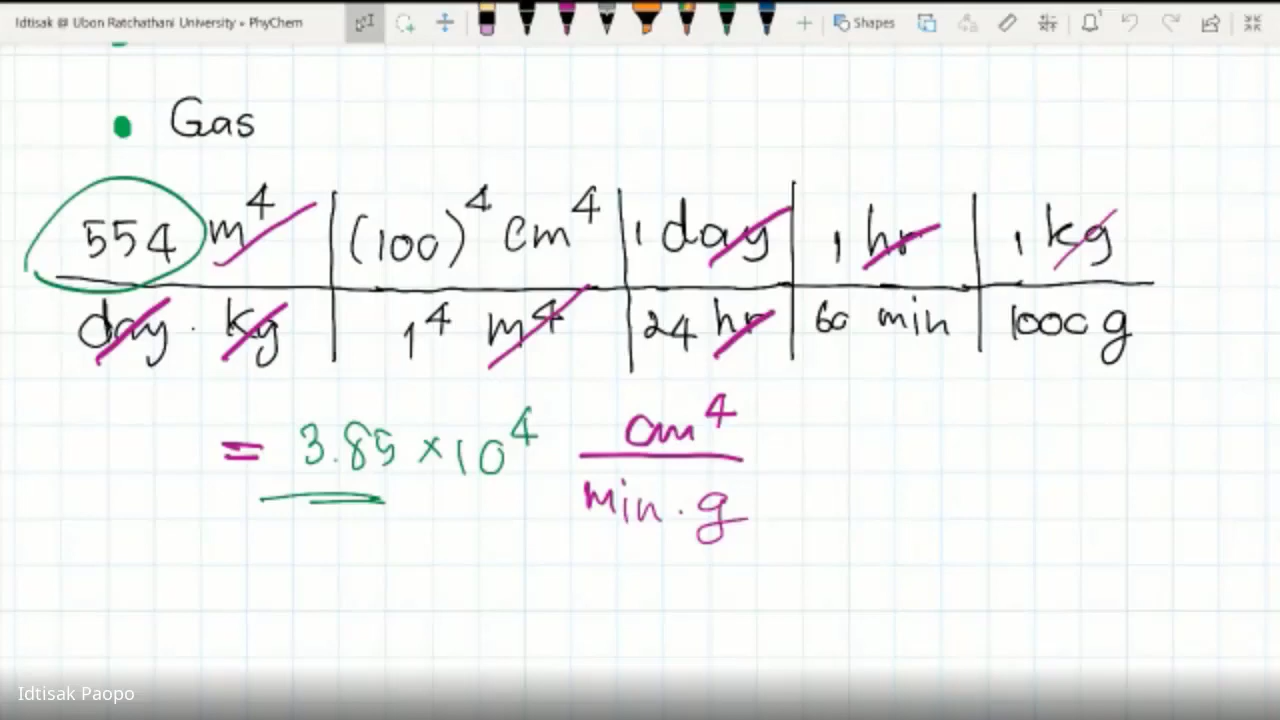 Idtisak @ Ubon Ratchathani University • PhyChem
Shapes
• Gas
554 m⁴ | (100)⁴ cm⁴ | 1 day | 1 hr | 1 kg
day . kg | 1⁴ m⁴ | 24 hr | 60 min | 1000 g
= 3.85 × 10⁴ cm⁴
min . g
Idtisak Paopo